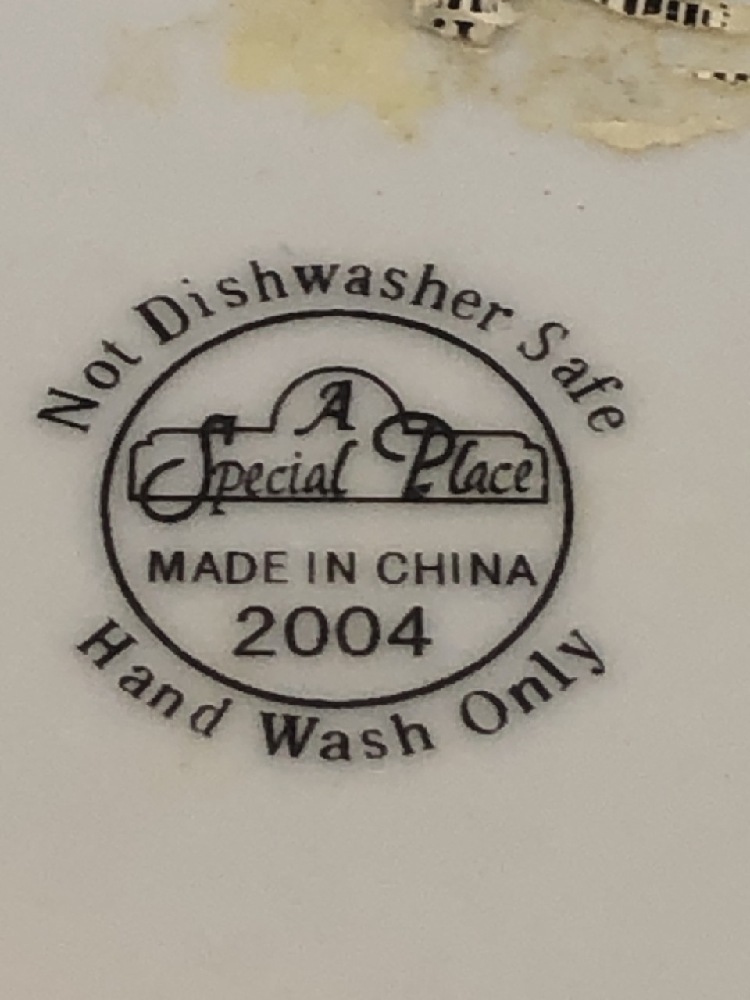 Not Dishwasher Safe
A
Special Place
MADE IN CHINA
2004
Hand Wash Only